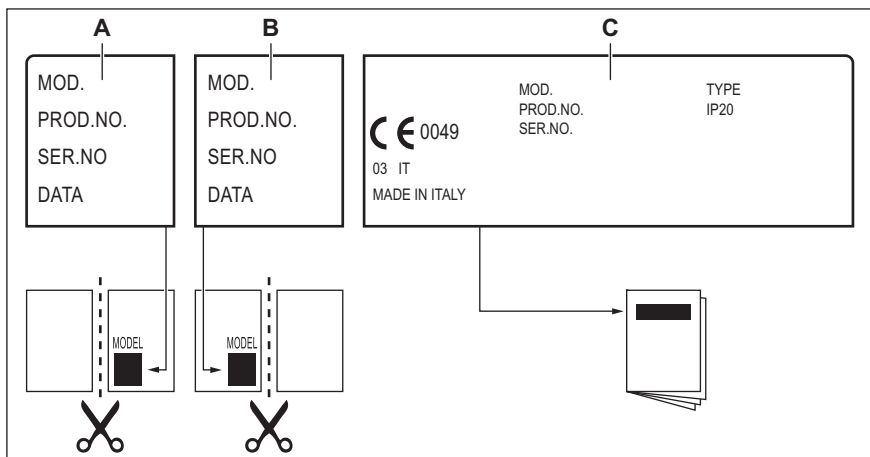 A
B
C
MOD.
PROD.NO.
SER.NO
DATA
MOD.
PROD.NO.
SER.NO
DATA
MOD.
PROD.NO.
SER.NO.
TYPE
IP20
CE 0049
03 IT
MADE IN ITALY
MODEL
MODEL